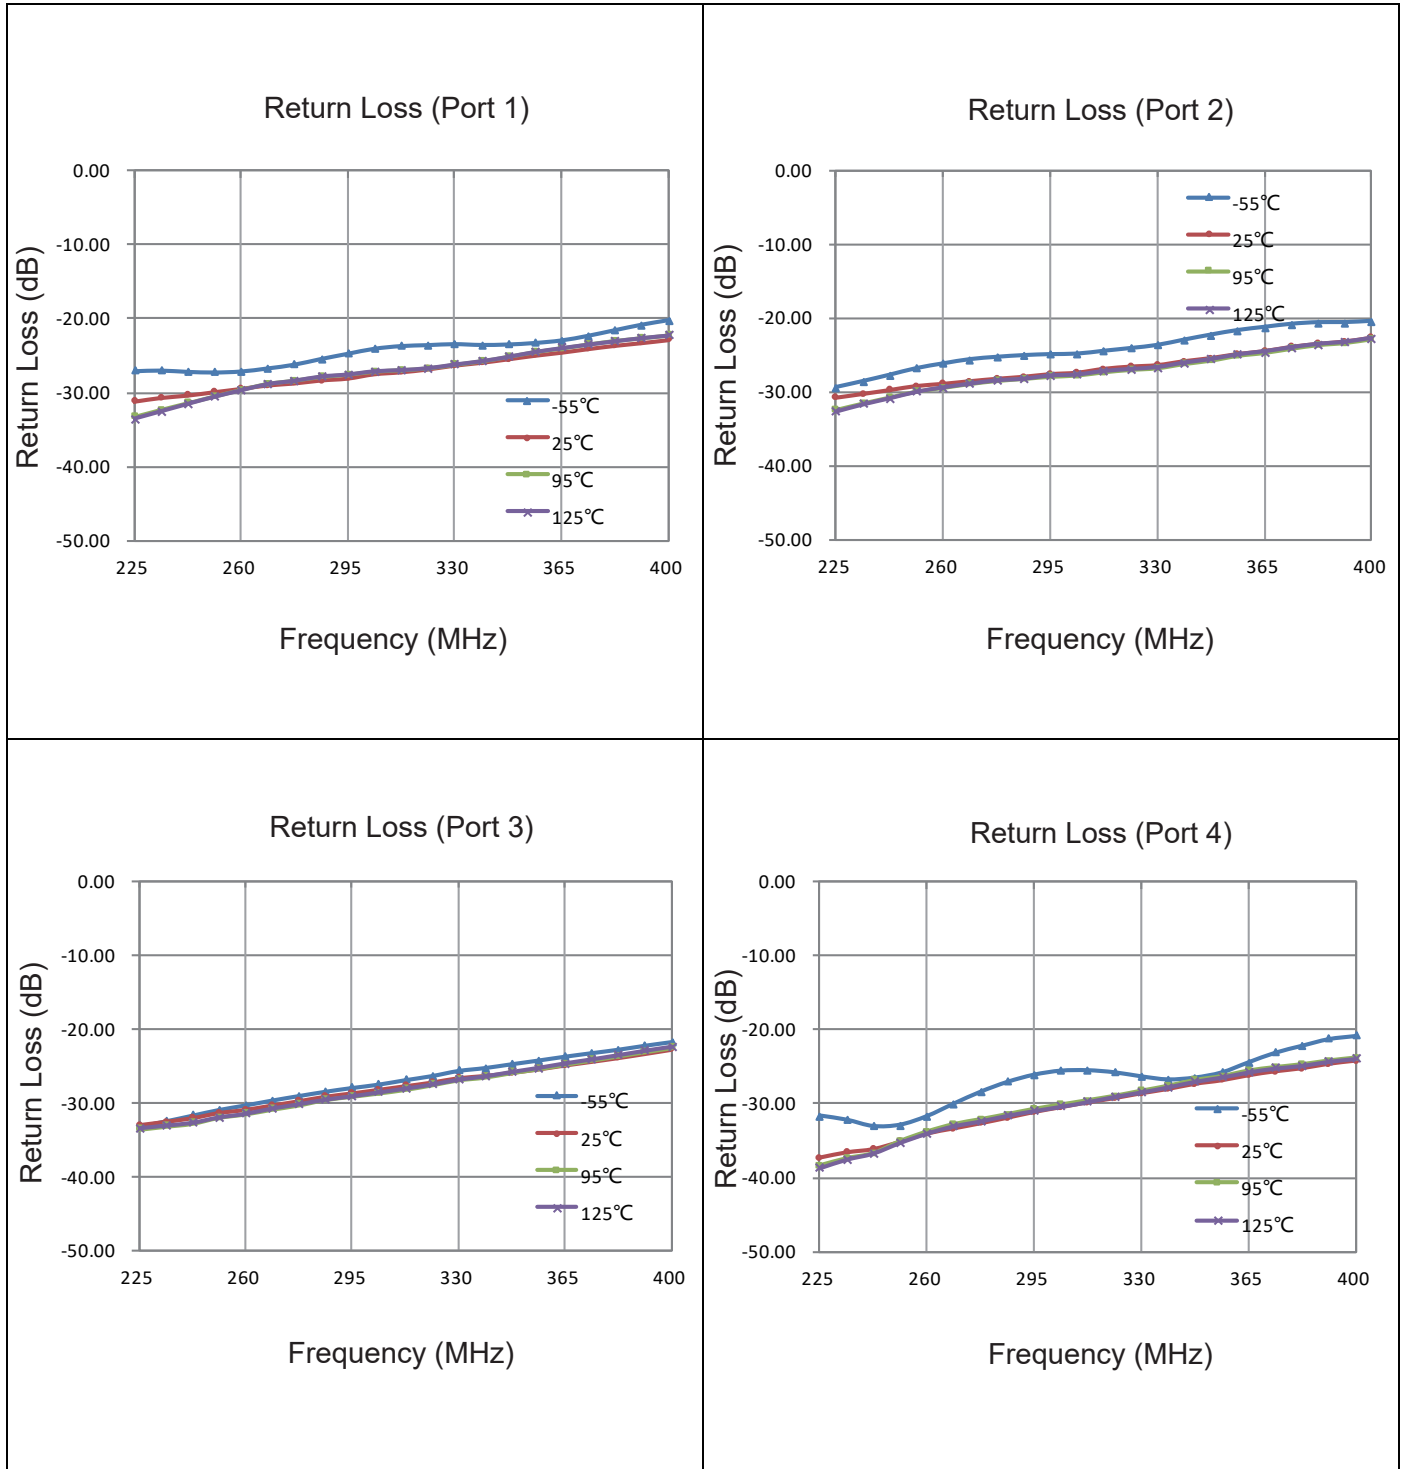 Return Loss (Port 1)
Return Loss (dB)
0.00
-10.00
-20.00
-30.00
-40.00
-50.00
-55℃
25℃
95℃
125℃
225 260 295 330 365 400
Frequency (MHz)
Return Loss (Port 2)
Return Loss (dB)
0.00
-10.00
-20.00
-30.00
-40.00
-50.00
-55℃
25℃
95℃
125℃
225 260 295 330 365 400
Frequency (MHz)
Return Loss (Port 3)
Return Loss (dB)
0.00
-10.00
-20.00
-30.00
-40.00
-50.00
-55℃
25℃
95℃
125℃
225 260 295 330 365 400
Frequency (MHz)
Return Loss (Port 4)
Return Loss (dB)
0.00
-10.00
-20.00
-30.00
-40.00
-50.00
-55℃
25℃
95℃
125℃
225 260 295 330 365 400
Frequency (MHz)